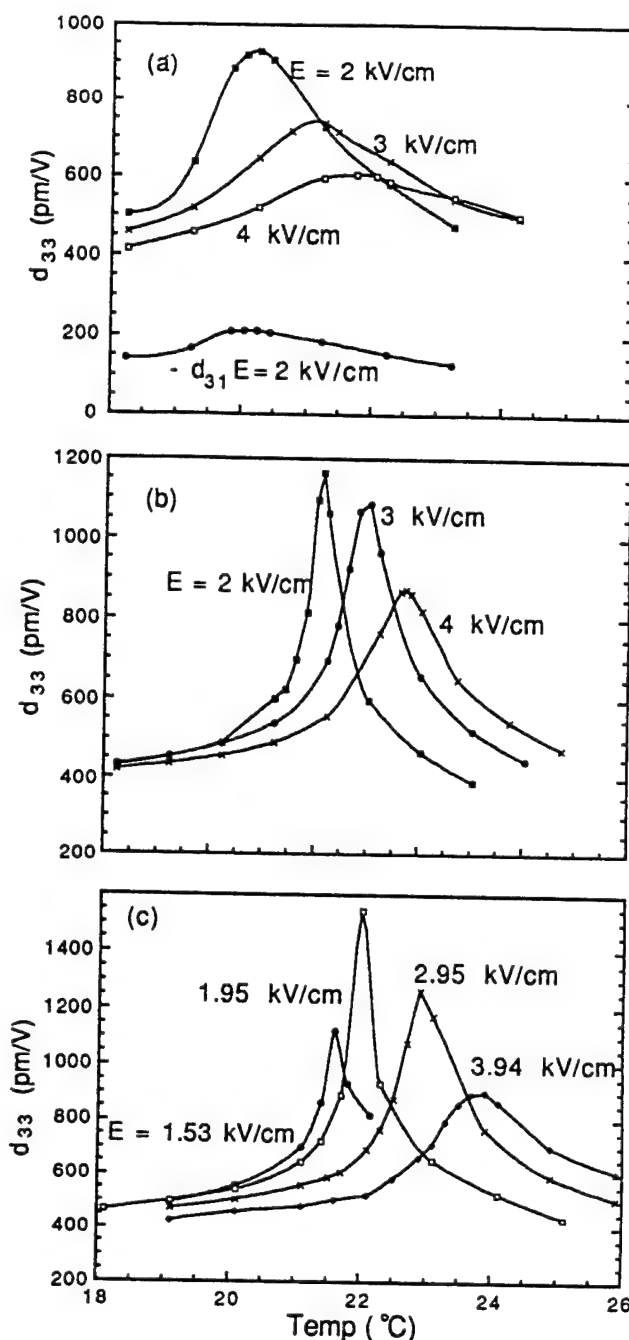 1000
(a)
E = 2 kV/cm
800
3 kV/cm
600
4 kV/cm
400
d33 (pm/V)
200
- d31 E = 2 kV/cm
0
1200
(b)
1000
3 kV/cm
E = 2 kV/cm
800
4 kV/cm
600
d33 (pm/V)
400
200
(c)
1400
1.95 kV/cm
2.95 kV/cm
1200
1000
3.94 kV/cm
800
E = 1.53 kV/cm
d33 (pm/V)
600
400
200
18 20 22 24 26
Temp (°C)